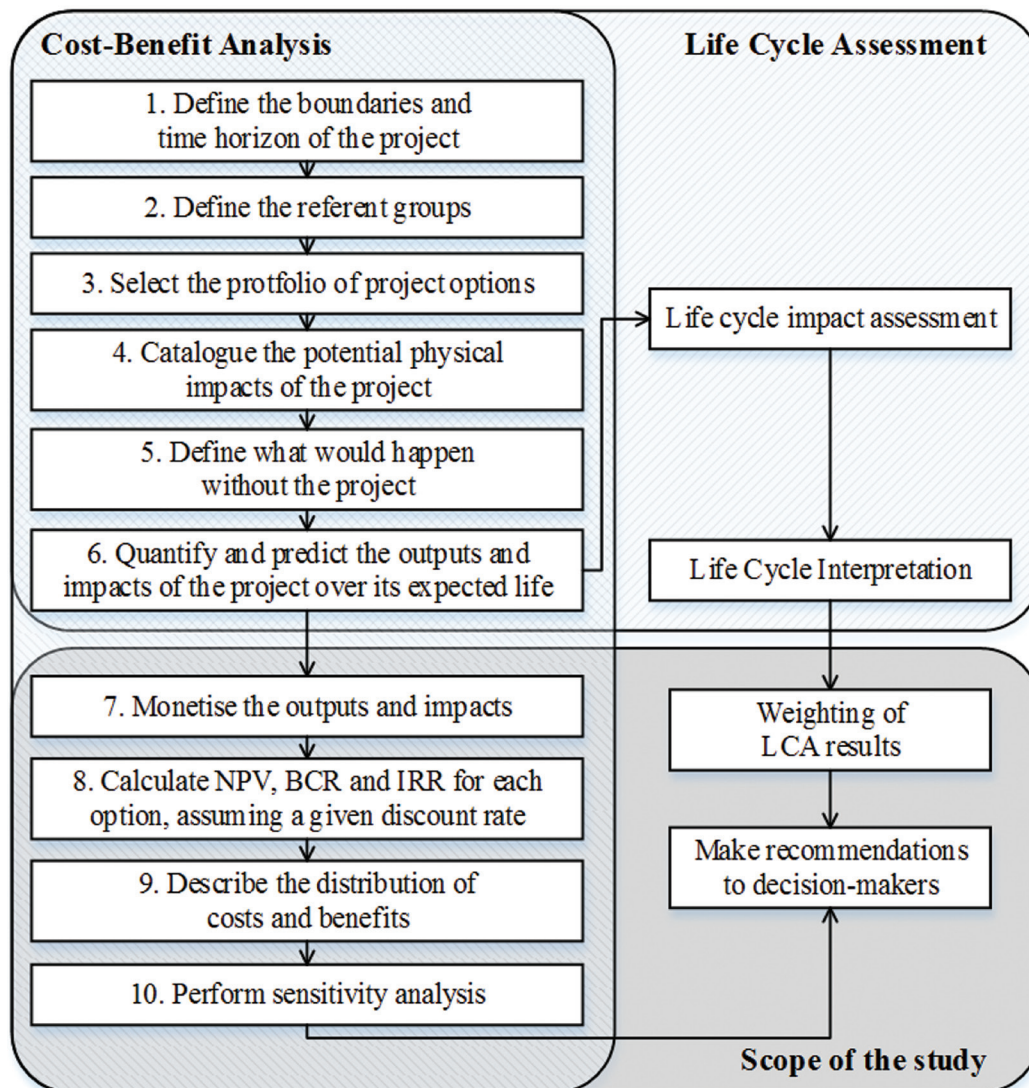 Cost-Benefit Analysis
1. Define the boundaries and
time horizon of the project
2. Define the referent groups
3. Select the protfolio of project options
4. Catalogue the potential physical
impacts of the project
5. Define what would happen
without the project
6. Quantify and predict the outputs and
impacts of the project over its expected life
7. Monetise the outputs and impacts
8. Calculate NPV, BCR and IRR for each
option, assuming a given discount rate
9. Describe the distribution of
costs and benefits
10. Perform sensitivity analysis
Life Cycle Assessment
Life cycle impact assessment
Life Cycle Interpretation
Weighting of
LCA results
Make recommendations
to decision-makers
Scope of the study